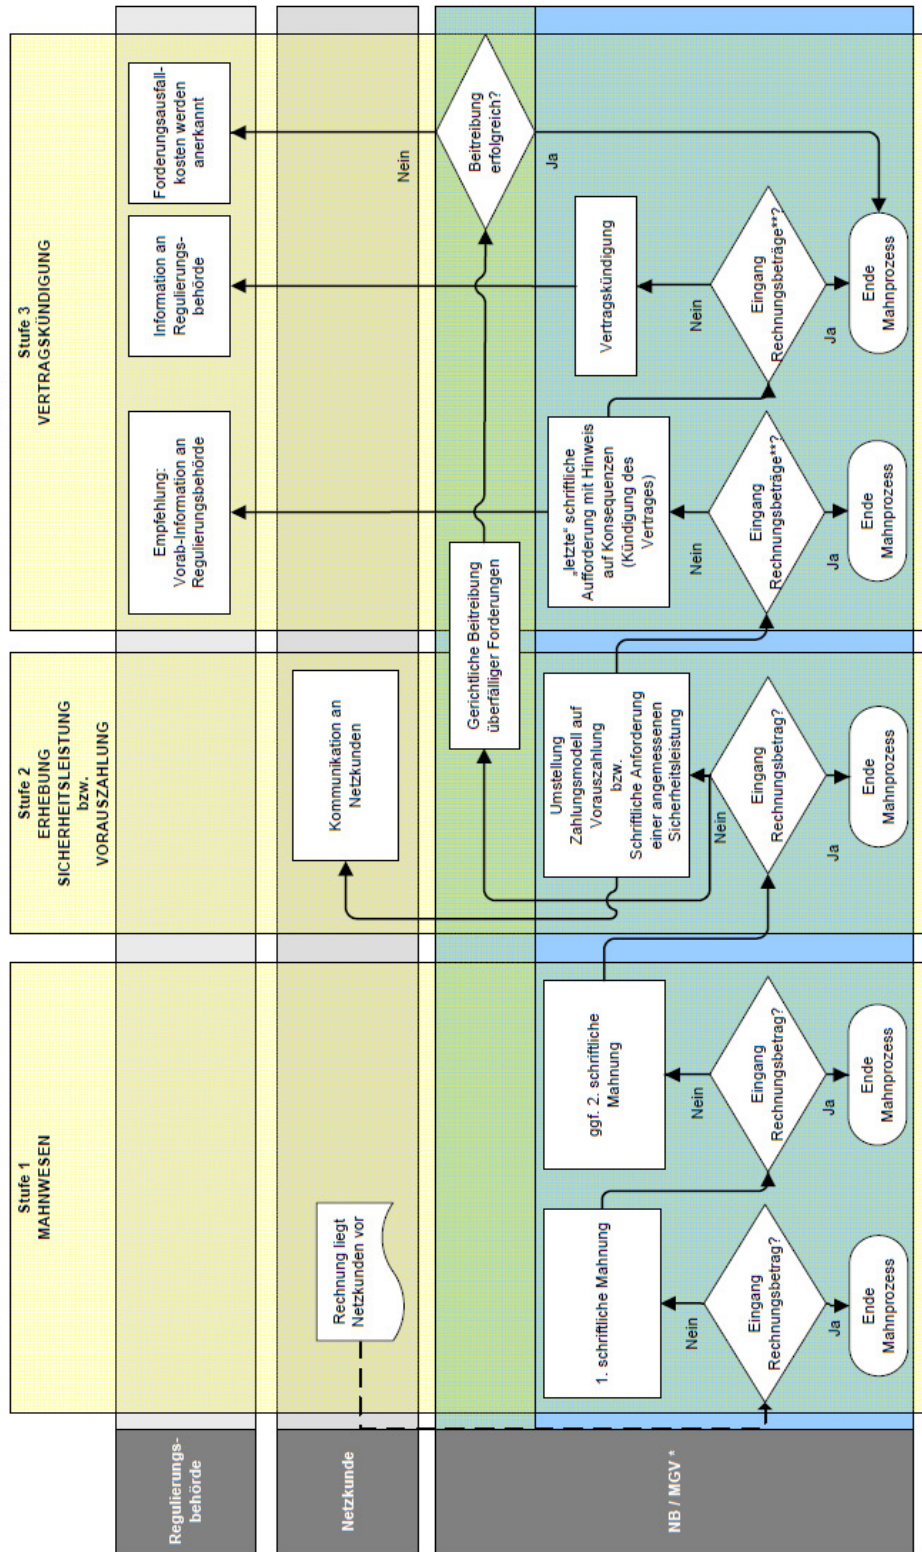 Stufe 1
MAHNWESEN
Stufe 2
ERHEBUNG
SICHERHEITSLEISTUNG
bzw.
VORAUSZAHLUNG
Stufe 3
VERTRAGSKÜNDIGUNG
Regulierungs-
behörde
Empfehlung:
Vorab-Information an
Regulierungsbehörde
Information an
Regulierungs-
behörde
Forderungsausfall-
kosten werden
anerkannt
Netzkunde
Rechnung liegt
Netzkunden vor
Kommunikation an
Netzkunden
Nein
NB / MGV *
Gerichtliche Beitreibung
überfälliger Forderungen
Beitreibung
erfolgreich?
Ja
1. schriftliche Mahnung
Nein
Eingang
Rechnungsbetrag?
Ja
Ende
Mahnprozess
ggf. 2. schriftliche
Mahnung
Nein
Eingang
Rechnungsbetrag?
Ja
Ende
Mahnprozess
Umstellung
Zahlungsmodell auf
Vorauszahlung
bzw.
Schriftliche Anforderung
einer angemessenen
Sicherheitsleistung
Nein
Eingang
Rechnungsbetrag?
Ja
Ende
Mahnprozess
„letzte“ schriftliche
Aufforderung mit Hinweis
auf Konsequenzen
(Kündigung des
Vertrages)
Nein
Eingang
Rechnungsbeträge**?
Ja
Ende
Mahnprozess
Vertragskündigung
Nein
Eingang
Rechnungsbeträge**?
Ja
Ende
Mahnprozess